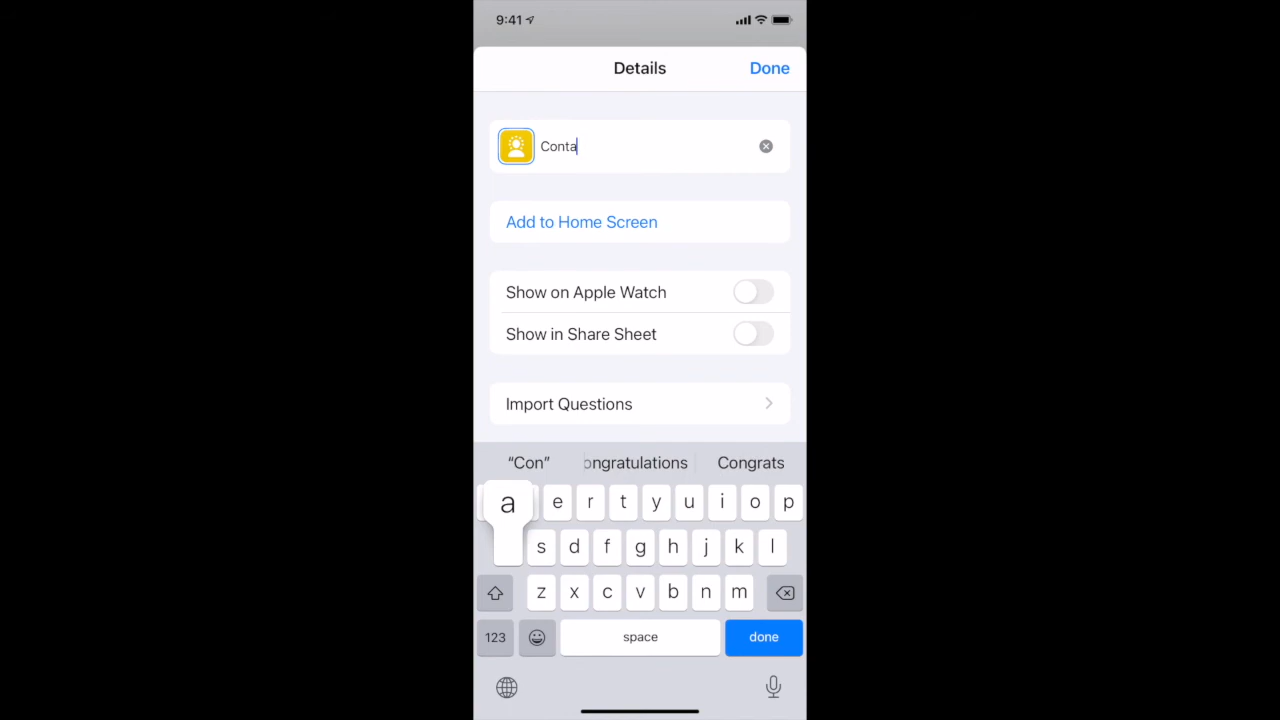 9:41
Details
Done
Conta
Add to Home Screen
Show on Apple Watch
Show in Share Sheet
Import Questions
“Con” ongratulations Congrats
a e r t y u i o p
s d f g h j k l
z x c v b n m
123 space done